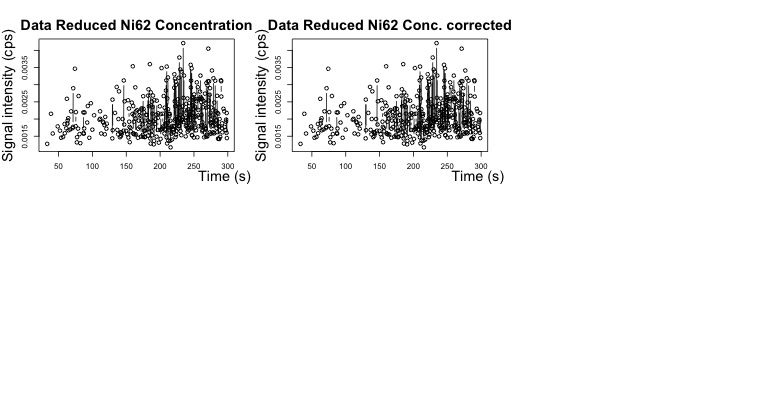 Data Reduced Ni62 Concentration
Signal intensity (cps)
0.0015 0.0025 0.0035
50 100 150 200 250 300
Time (s)
Data Reduced Ni62 Conc. corrected
Signal intensity (cps)
0.0015 0.0025 0.0035
50 100 150 200 250 300
Time (s)